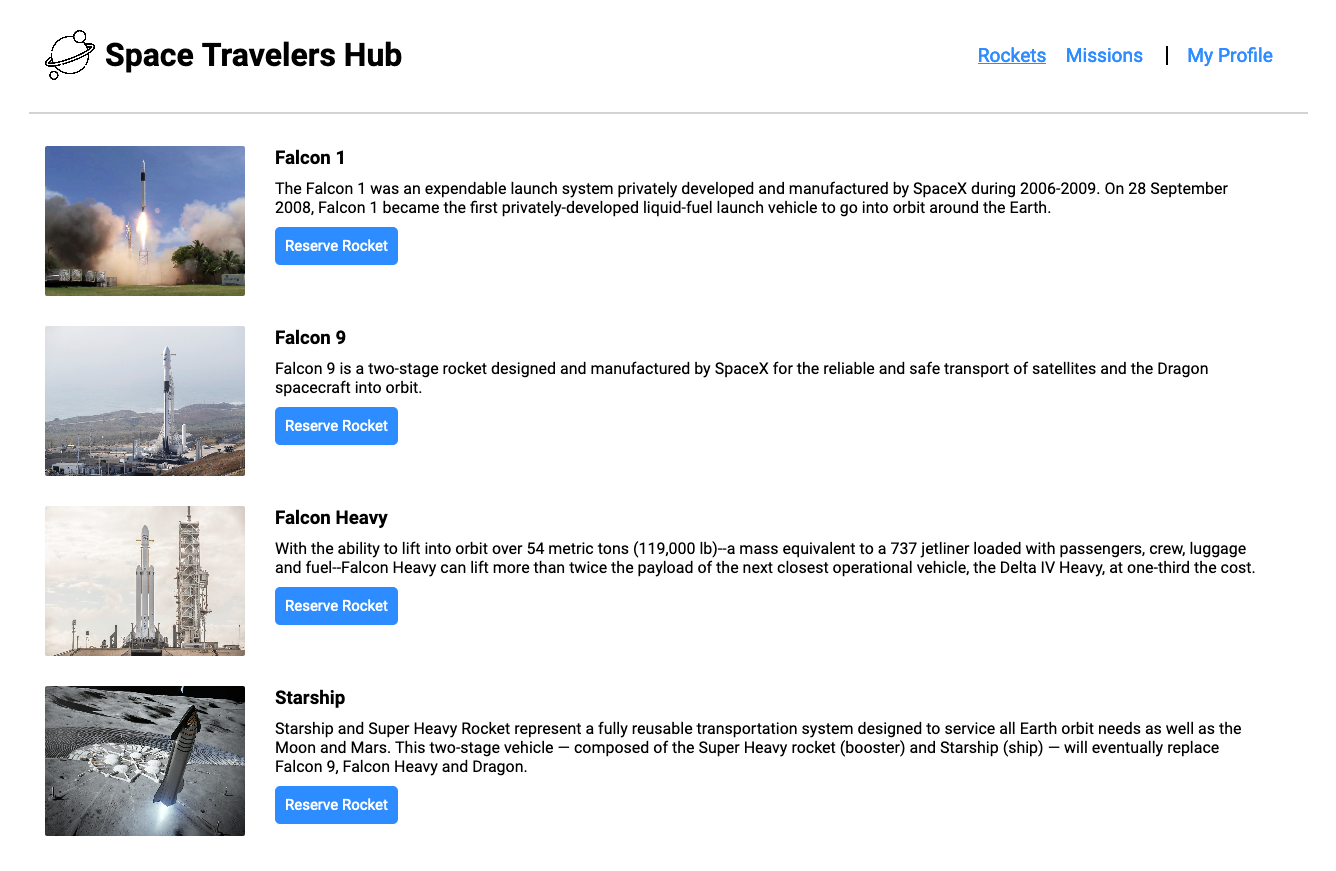 Space Travelers Hub
Rockets Missions | My Profile
Falcon 1
The Falcon 1 was an expendable launch system privately developed and manufactured by SpaceX during 2006-2009. On 28 September
2008, Falcon 1 became the first privately-developed liquid-fuel launch vehicle to go into orbit around the Earth.
Reserve Rocket
Falcon 9
Falcon 9 is a two-stage rocket designed and manufactured by SpaceX for the reliable and safe transport of satellites and the Dragon
spacecraft into orbit.
Reserve Rocket
Falcon Heavy
With the ability to lift into orbit over 54 metric tons (119,000 lb)--a mass equivalent to a 737 jetliner loaded with passengers, crew, luggage
and fuel--Falcon Heavy can lift more than twice the payload of the next closest operational vehicle, the Delta IV Heavy, at one-third the cost.
Reserve Rocket
Starship
Starship and Super Heavy Rocket represent a fully reusable transportation system designed to service all Earth orbit needs as well as the
Moon and Mars. This two-stage vehicle — composed of the Super Heavy rocket (booster) and Starship (ship) — will eventually replace
Falcon 9, Falcon Heavy and Dragon.
Reserve Rocket